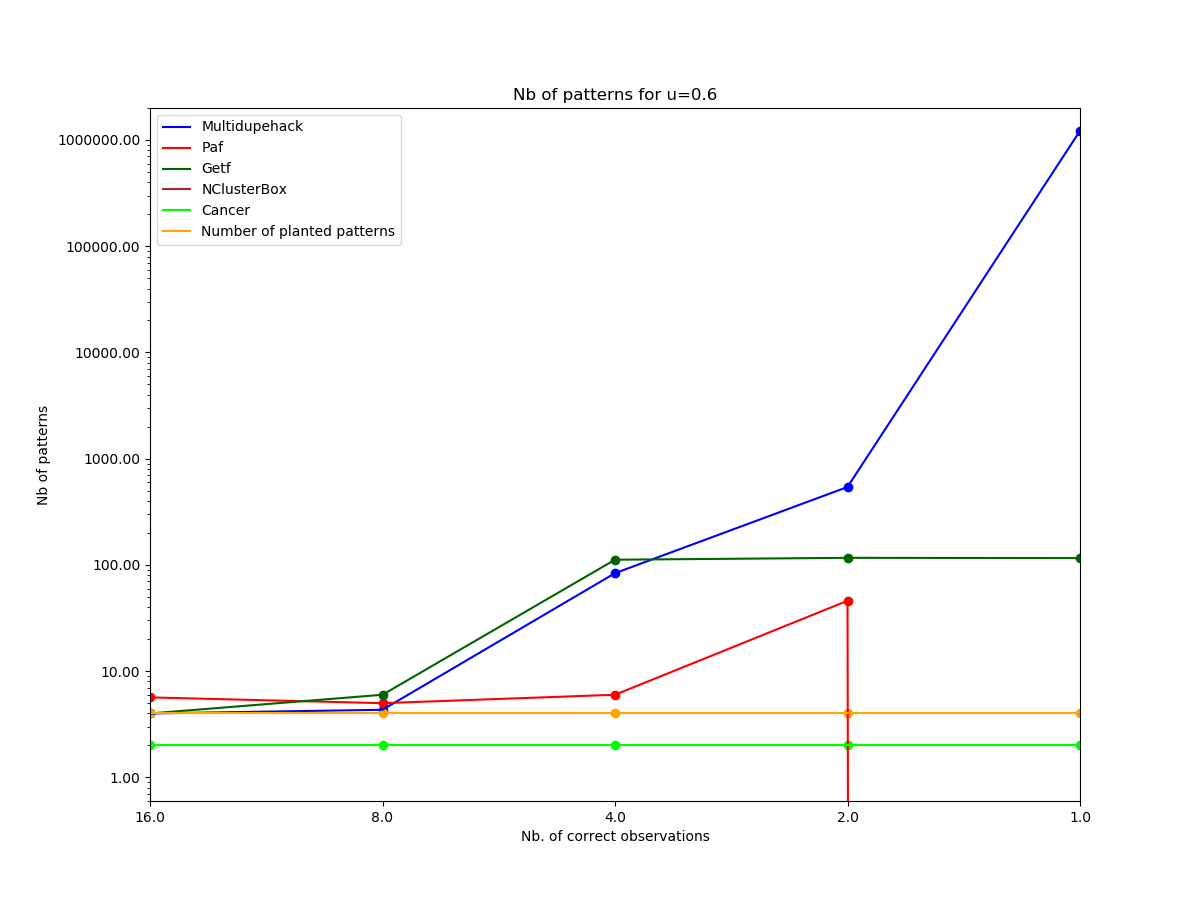 Nb of patterns for u=0.6
Multidupehack
Paf
Getf
NClusterBox
Cancer
Number of planted patterns
1000000.00
100000.00
10000.00
1000.00
100.00
10.00
1.00
Nb of patterns
16.0 8.0 4.0 2.0 1.0
Nb. of correct observations